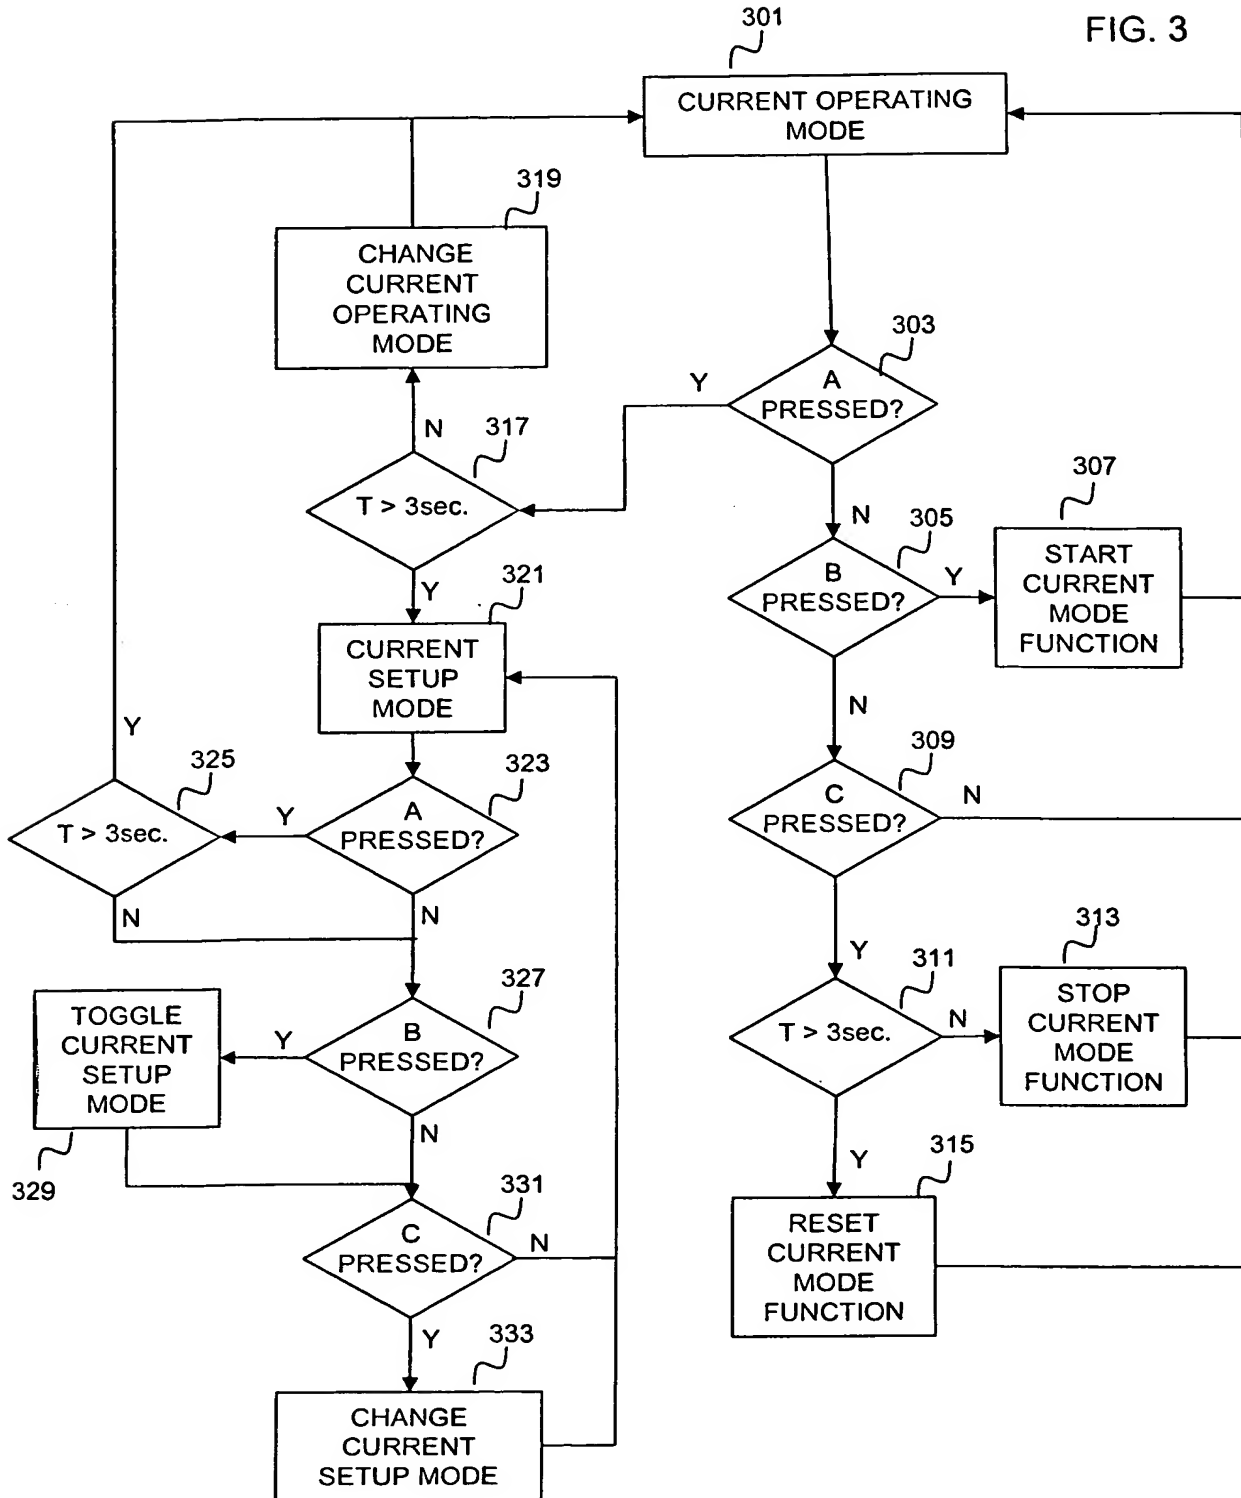 301
FIG. 3
CURRENT OPERATING
MODE
319
CHANGE
CURRENT
OPERATING
MODE
303
A
PRESSED?
Y
N
317
T > 3sec.
N
Y
305
B
PRESSED?
Y
N
307
START
CURRENT
MODE
FUNCTION
321
CURRENT
SETUP
MODE
309
C
PRESSED?
N
Y
323
A
PRESSED?
Y
N
325
T > 3sec.
Y
N
311
T > 3sec.
N
Y
313
STOP
CURRENT
MODE
FUNCTION
327
B
PRESSED?
Y
N
TOGGLE
CURRENT
SETUP
MODE
329
315
RESET
CURRENT
MODE
FUNCTION
331
C
PRESSED?
N
Y
333
CHANGE
CURRENT
SETUP MODE